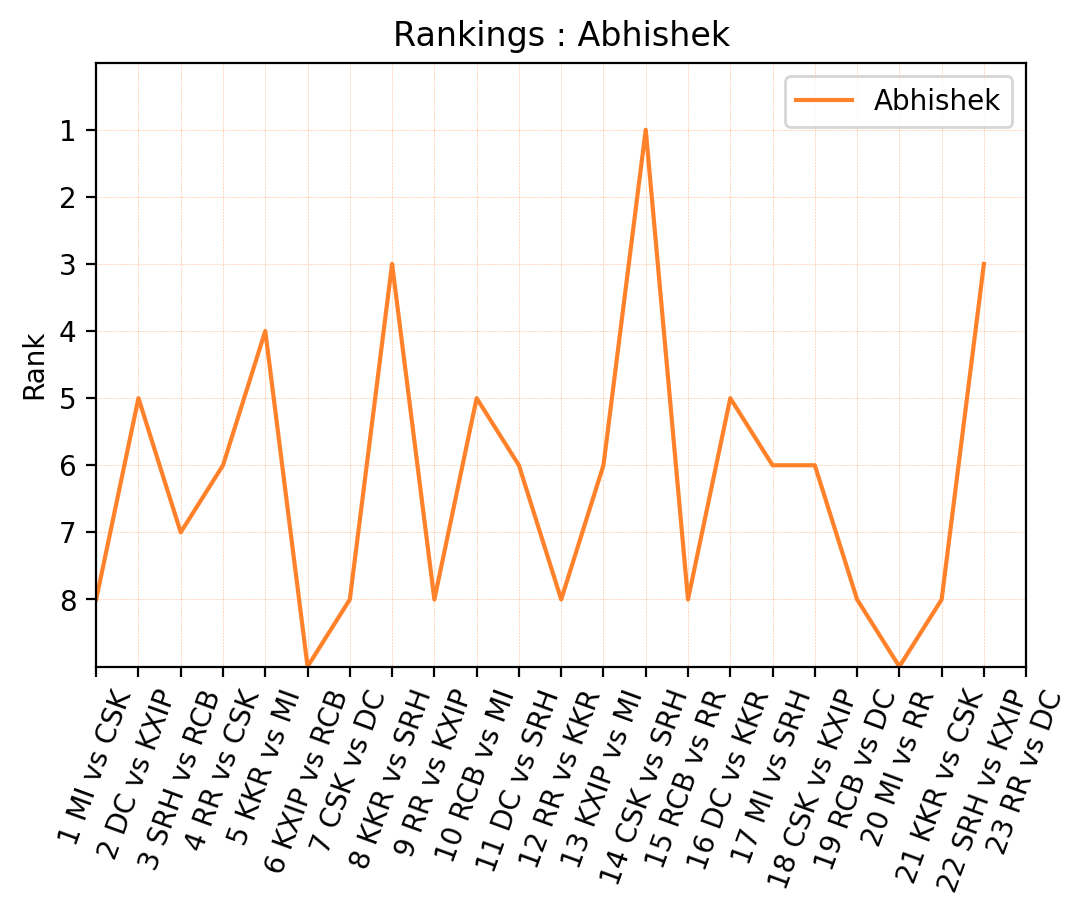 Rankings : Abhishek
Abhishek
Rank
1
2
3
4
5
6
7
8
1 MI vs CSK
2 DC vs KXIP
3 SRH vs RCB
4 RR vs CSK
5 KKR vs MI
6 KXIP vs RCB
7 CSK vs DC
8 KKR vs SRH
9 RR vs KXIP
10 RCB vs MI
11 DC vs SRH
12 RR vs KKR
13 KXIP vs MI
14 CSK vs SRH
15 RCB vs RR
16 DC vs KKR
17 MI vs SRH
18 CSK vs KXIP
19 RCB vs DC
20 MI vs RR
21 KKR vs CSK
22 SRH vs KXIP
23 RR vs DC